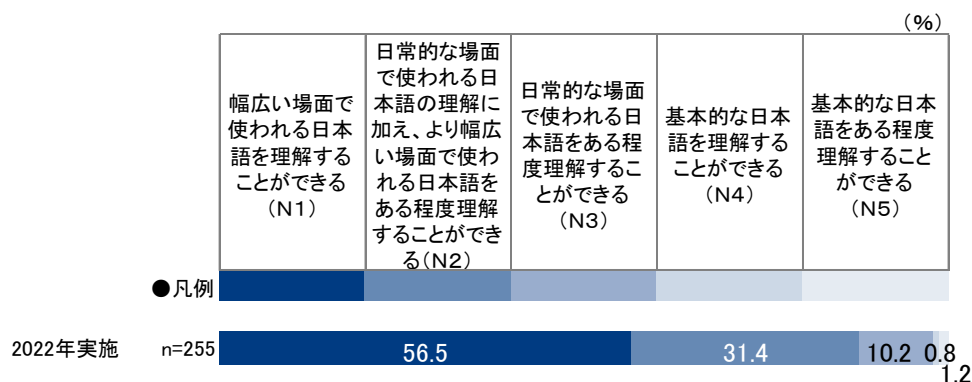 （％）
幅広い場面で
使われる日本
語を理解する
ことができる
（N1）
日常的な場面
で使われる日
本語の理解に
加え、より幅広
い場面で使わ
れる日本語を
ある程度理解
することができ
る（N2）
日常的な場面
で使われる日
本語をある程
度理解するこ
とができる
（N3）
基本的な日本
語を理解する
ことができる
（N4）
基本的な日本
語をある程度
理解すること
ができる
（N5）
●凡例
2022年実施 n=255 56.5 31.4 10.2 0.8
1.2